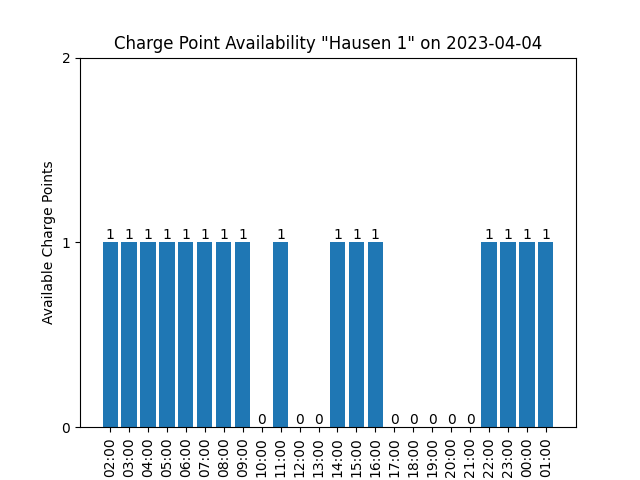 Charge Point Availability "Hausen 1" on 2023-04-04
2
1
0
Available Charge Points
1 1 1 1 1 1 1 1 0 1 0 0 1 1 1 0 0 0 0 0 1 1 1 1
02:00 03:00 04:00 05:00 06:00 07:00 08:00 09:00 10:00 11:00 12:00 13:00 14:00 15:00 16:00 17:00 18:00 19:00 20:00 21:00 22:00 23:00 00:00 01:00